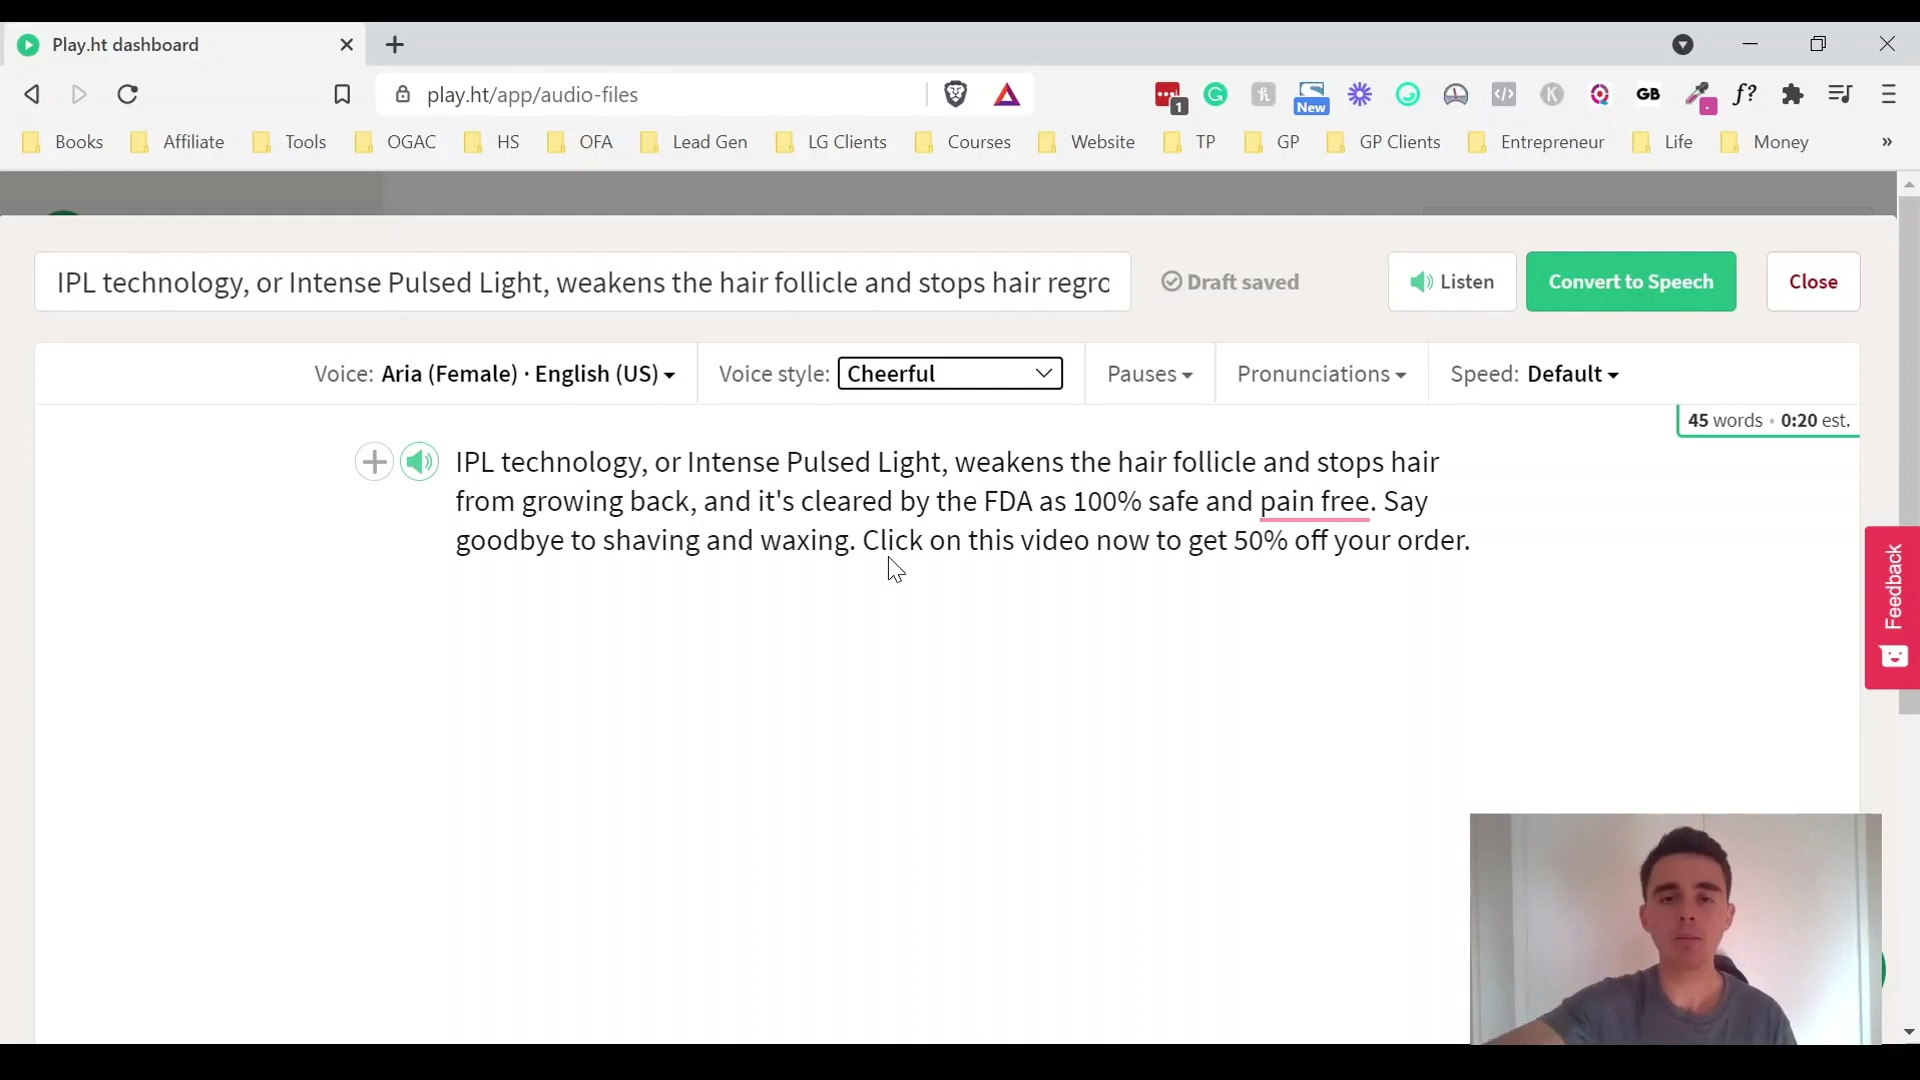 Play.ht dashboard
play.ht/app/audio-files
1
New
GB
f?
Books
Affiliate
Tools
OGAC
HS
OFA
Lead Gen
LG Clients
Courses
Website
TP
GP
GP Clients
Entrepreneur
Life
Money
»
IPL technology, or Intense Pulsed Light, weakens the hair follicle and stops hair regro
Draft saved
Listen
Convert to Speech
Close
Voice: Aria (Female) · English (US)
Voice style: Cheerful
Pauses
Pronunciations
Speed: Default
45 words • 0:20 est.
IPL technology, or Intense Pulsed Light, weakens the hair follicle and stops hair
from growing back, and it's cleared by the FDA as 100% safe and pain free. Say
goodbye to shaving and waxing. Click on this video now to get 50% off your order.
Feedback